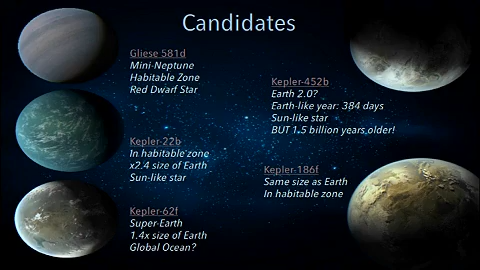 Candidates
Gliese 581d
Mini-Neptune
Habitable Zone
Red Dwarf Star
Kepler-22b
In habitable zone
x2.4 size of Earth
Sun-like star
Kepler-62f
Super-Earth
1.4x size of Earth
Global Ocean?
Kepler-452b
Earth 2.0?
Earth-like year: 384 days
Sun-like star
BUT 1.5 billion years older!
Kepler-186f
Same size as Earth
In habitable zone